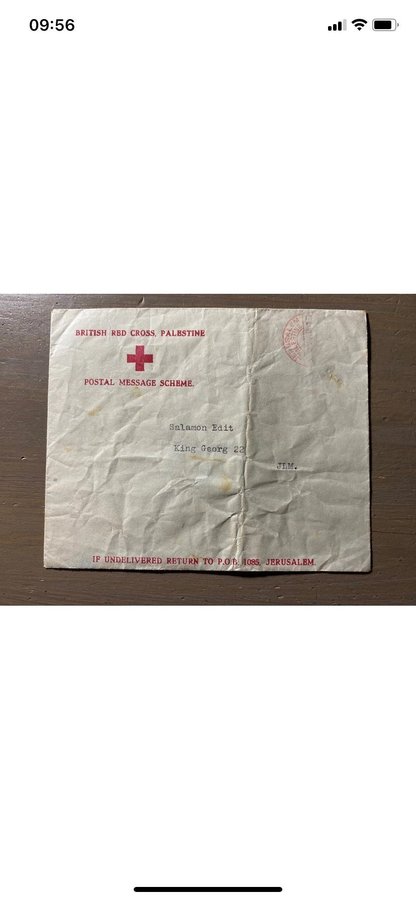 09:56
BRITISH RED CROSS, PALESTINE
POSTAL MESSAGE SCHEME.
Salamon Edit
King Georg 22
JLM.
IF UNDELIVERED RETURN TO P.O.B. 1085, JERUSALEM.